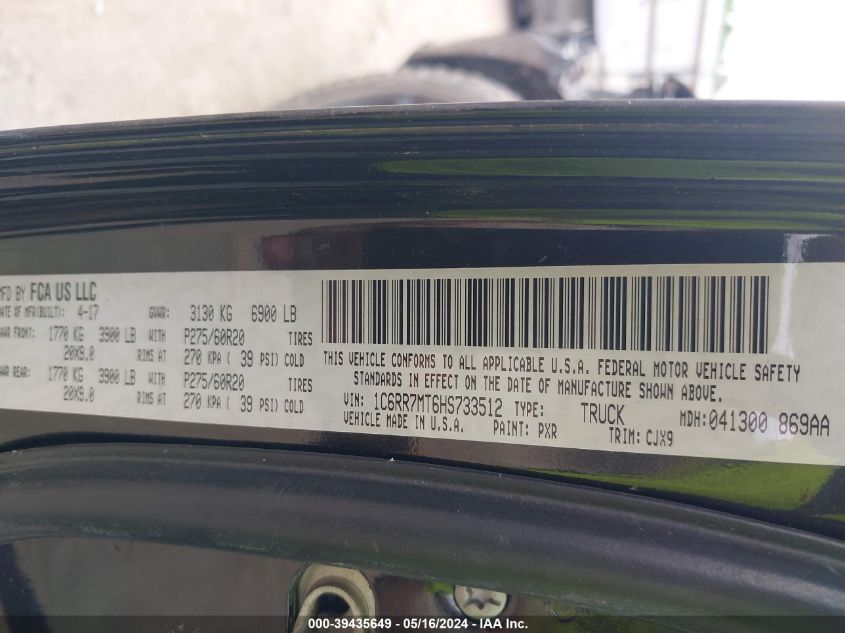 MFD BY FCA US LLC
DATE OF MFR(BUILT): 4-17 GVWR: 3130 KG 6900 LB
GAWR FRONT: 1770 KG 3900 LB WITH P275/60R20 TIRES
20X9.0 RIMS AT 270 KPA ( 39 PSI) COLD
GAWR REAR: 1770 KG 3900 LB WITH P275/60R20 TIRES
20X9.0 RIMS AT 270 KPA ( 39 PSI) COLD
THIS VEHICLE CONFORMS TO ALL APPLICABLE U.S.A. FEDERAL MOTOR VEHICLE SAFETY
STANDARDS IN EFFECT ON THE DATE OF MANUFACTURE SHOWN ABOVE.
VIN: 1C6RR7MT6HS733512 TYPE: TRUCK MDH: 041300 869AA
VEHICLE MADE IN U.S.A. PAINT: PXR TRIM: CJX9
000-39435649 - 05/16/2024 - IAA Inc.